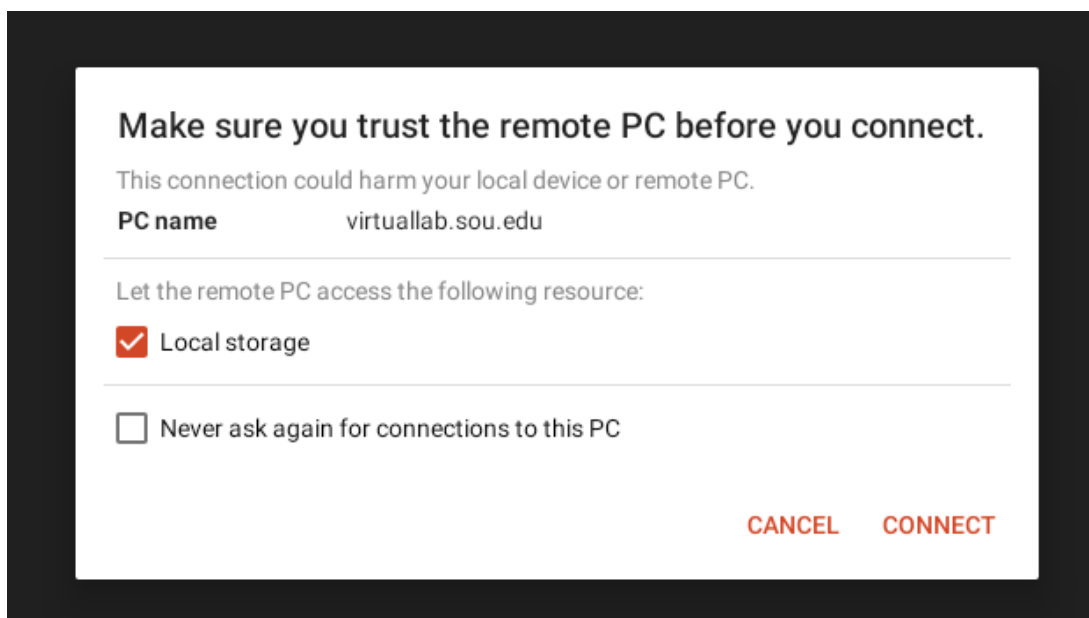 Make sure you trust the remote PC before you connect.
This connection could harm your local device or remote PC.
PC name virtuallab.sou.edu
Let the remote PC access the following resource:
Local storage
Never ask again for connections to this PC
CANCEL CONNECT